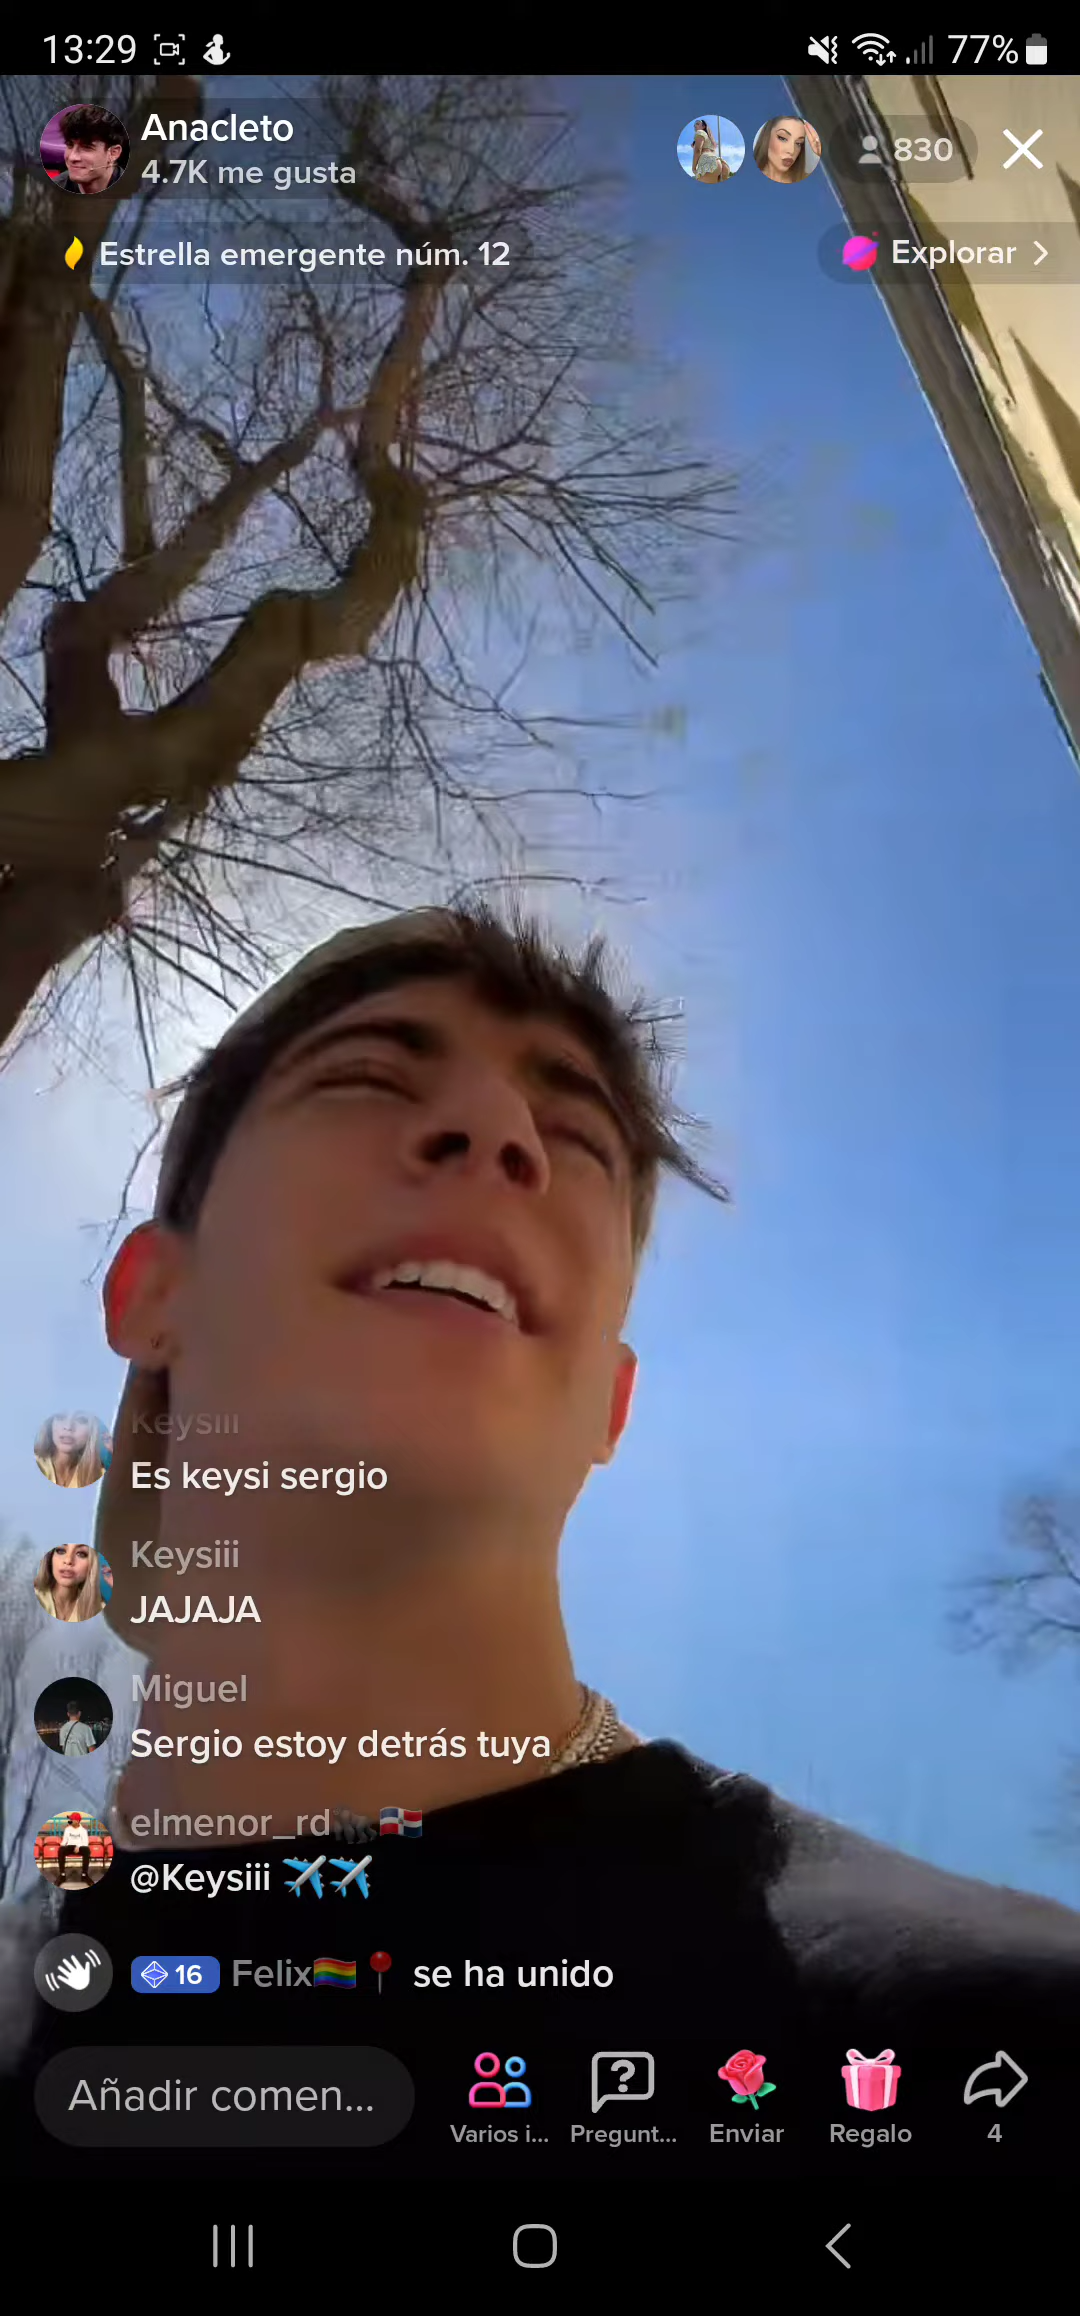 13:29
77%
Anacleto
4.7K me gusta
830
Estrella emergente núm. 12
Explorar
Keysiii
Es keysi sergio
Keysiii
JAJAJA
Miguel
Sergio estoy detrás tuya
elmenor_rd🦍🇩🇴
@Keysiii ✈️✈️
16 Felix🏳️‍🌈📍 se ha unido
Añadir comen...
Varios i...
Pregunt...
Enviar
Regalo
4